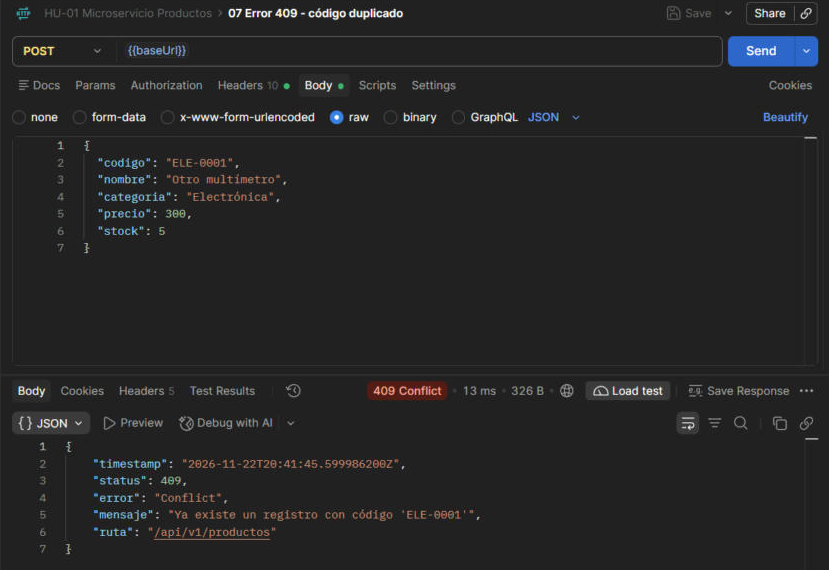 HTTP HU-01 Microservicio Productos › 07 Error 409 - código duplicado Save Share
POST {{baseUrl}} Send
Docs Params Authorization Headers 10 Body Scripts Settings Cookies
none form-data x-www-form-urlencoded raw binary GraphQL JSON Beautify
1 {
2 "codigo": "ELE-0001",
3 "nombre": "Otro multímetro",
4 "categoria": "Electrónica",
5 "precio": 300,
6 "stock": 5
7 }
Body Cookies Headers 5 Test Results 409 Conflict • 13 ms • 326 B Load test e.g. Save Response
{} JSON Preview Debug with AI
1 {
2 "timestamp": "2026-11-22T20:41:45.599986200Z",
3 "status": 409,
4 "error": "Conflict",
5 "mensaje": "Ya existe un registro con código 'ELE-0001'",
6 "ruta": "/api/v1/productos"
7 }